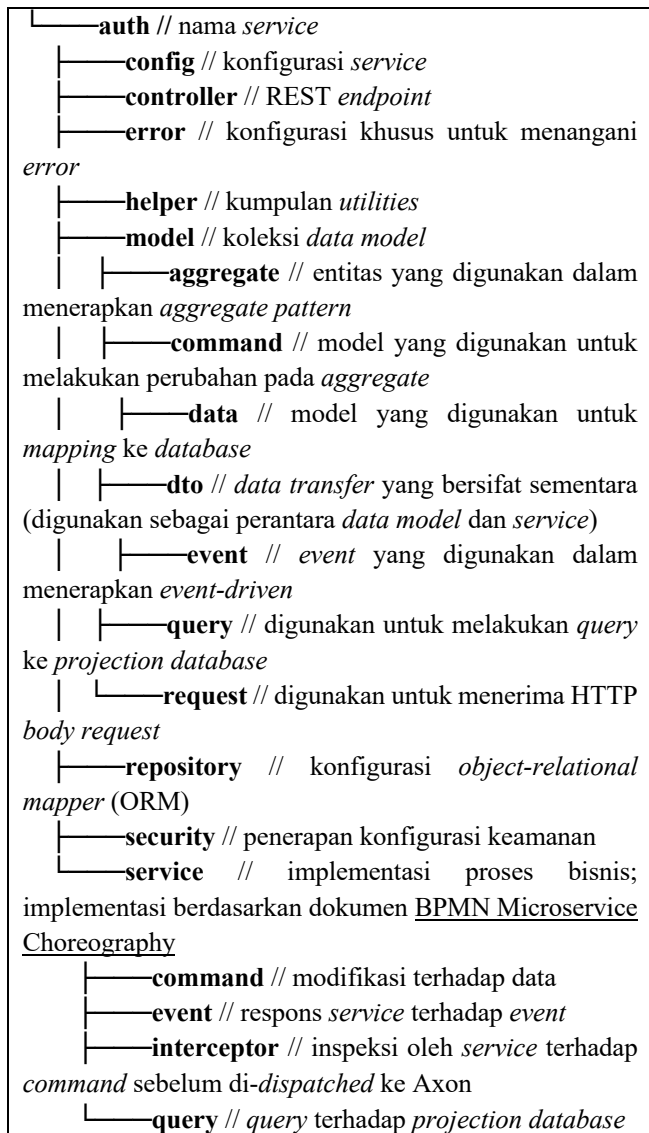 └───auth // nama service
├───config // konfigurasi service
├───controller // REST endpoint
├───error // konfigurasi khusus untuk menangani
error
├───helper // kumpulan utilities
├───model // koleksi data model
│ ├───aggregate // entitas yang digunakan dalam
menerapkan aggregate pattern
│ ├───command // model yang digunakan untuk
melakukan perubahan pada aggregate
│ ├───data // model yang digunakan untuk
mapping ke database
│ ├───dto // data transfer yang bersifat sementara
(digunakan sebagai perantara data model dan service)
│ ├───event // event yang digunakan dalam
menerapkan event-driven
│ ├───query // digunakan untuk melakukan query
ke projection database
│ └───request // digunakan untuk menerima HTTP
body request
├───repository // konfigurasi object-relational
mapper (ORM)
├───security // penerapan konfigurasi keamanan
└───service // implementasi proses bisnis;
implementasi berdasarkan dokumen BPMN Microservice
Choreography
├───command // modifikasi terhadap data
├───event // respons service terhadap event
├───interceptor // inspeksi oleh service terhadap
command sebelum di-dispatched ke Axon
└───query // query terhadap projection database